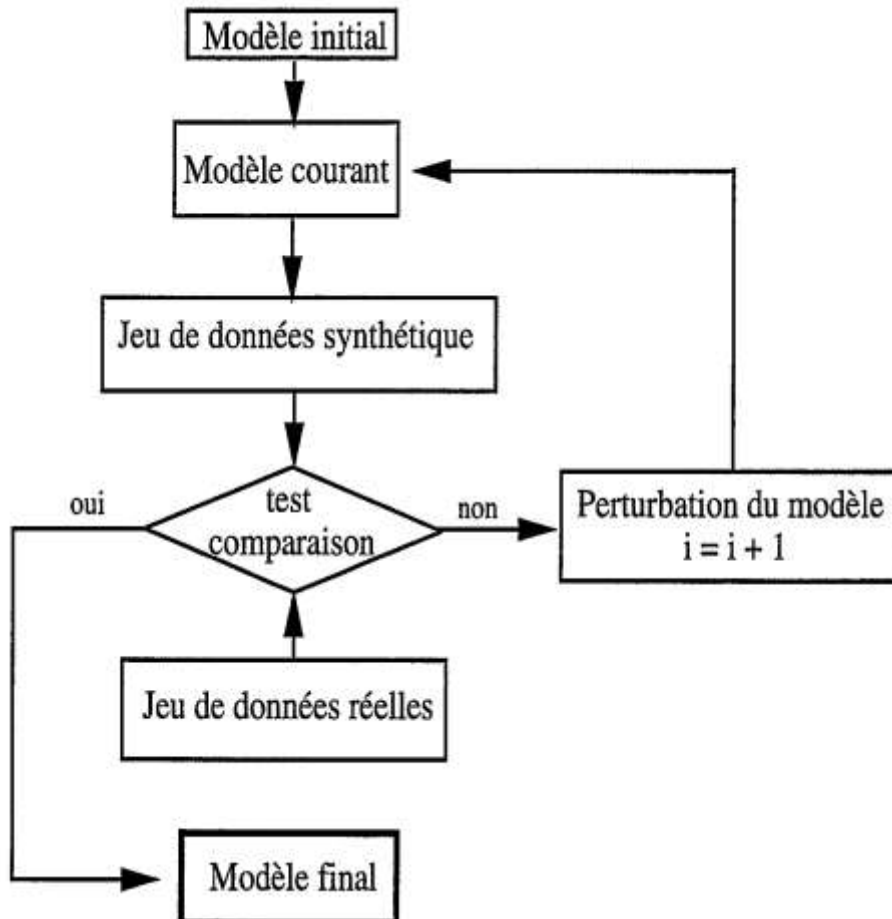 Modèle initial
Modèle courant
Jeu de données synthétique
oui
test
comparaison
non
Perturbation du modèle
i = i + 1
Jeu de données réelles
Modèle final